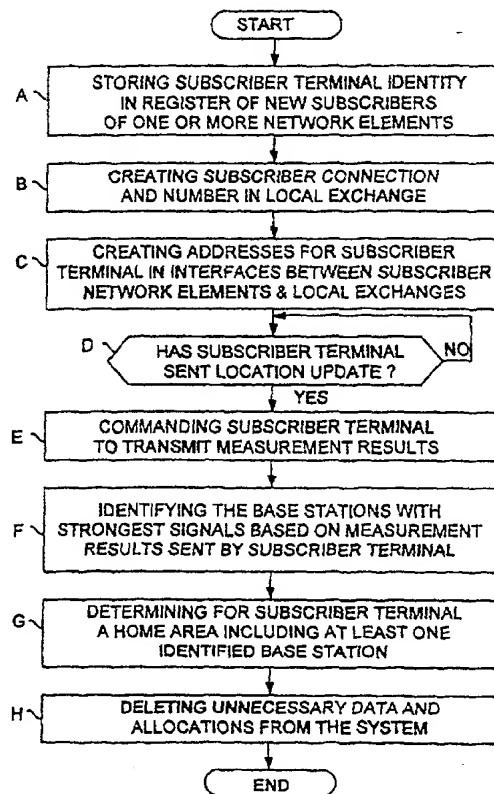 START
A
STORING SUBSCRIBER TERMINAL IDENTITY
IN REGISTER OF NEW SUBSCRIBERS
OF ONE OR MORE NETWORK ELEMENTS
B
CREATING SUBSCRIBER CONNECTION
AND NUMBER IN LOCAL EXCHANGE
C
CREATING ADDRESSES FOR SUBSCRIBER
TERMINAL IN INTERFACES BETWEEN SUBSCRIBER
NETWORK ELEMENTS & LOCAL EXCHANGES
D
HAS SUBSCRIBER TERMINAL
SENT LOCATION UPDATE ?
NO
YES
E
COMMANDING SUBSCRIBER TERMINAL
TO TRANSMIT MEASUREMENT RESULTS
F
IDENTIFYING THE BASE STATIONS WITH
STRONGEST SIGNALS BASED ON MEASUREMENT
RESULTS SENT BY SUBSCRIBER TERMINAL
G
DETERMINING FOR SUBSCRIBER TERMINAL
A HOME AREA INCLUDING AT LEAST ONE
IDENTIFIED BASE STATION
H
DELETING UNNECESSARY DATA AND
ALLOCATIONS FROM THE SYSTEM
END